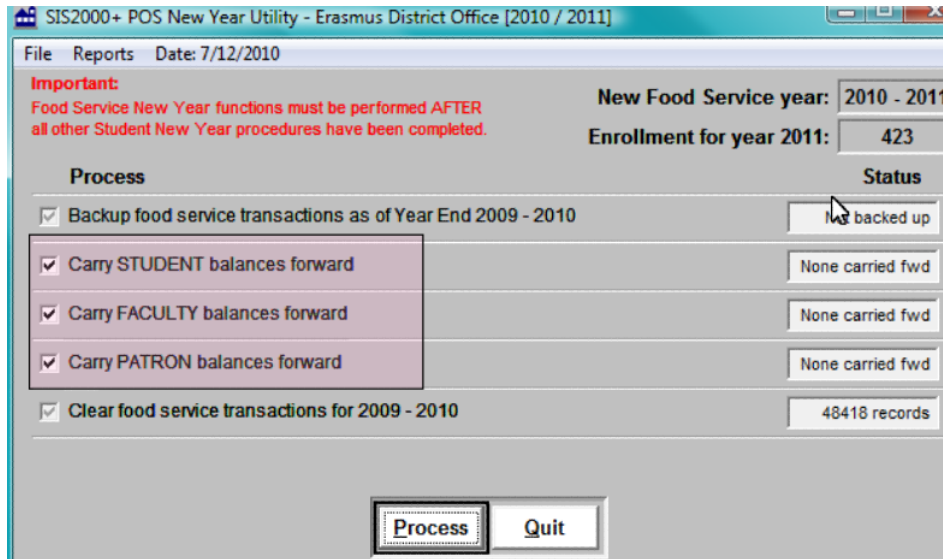 SIS2000+ POS New Year Utility - Erasmus District Office [2010 / 2011]
File Reports Date: 7/12/2010
Important:
Food Service New Year functions must be performed AFTER
all other Student New Year procedures have been completed.
New Food Service year: 2010 - 2011
Enrollment for year 2011: 423
Process Status
Backup food service transactions as of Year End 2009 - 2010 backed up
Carry STUDENT balances forward None carried fwd
Carry FACULTY balances forward None carried fwd
Carry PATRON balances forward None carried fwd
Clear food service transactions for 2009 - 2010 48418 records
Process Quit